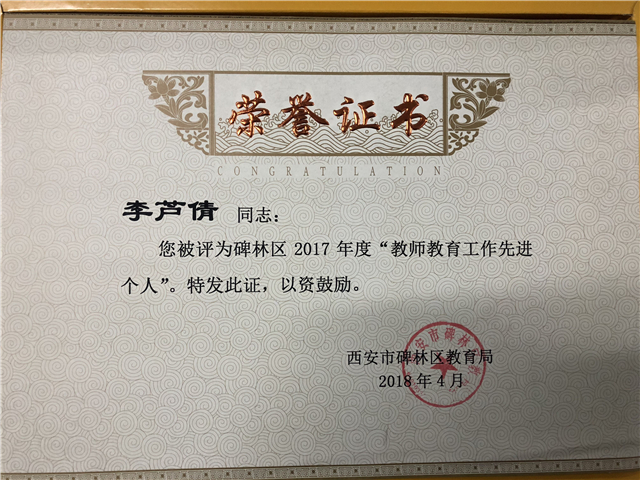 荣誉证书
CONGRATULATION
李芦倩 同志：
您被评为碑林区 2017 年度“教师教育工作先进
个人”。特发此证，以资鼓励。
西安市碑林区教育局
2018 年 4 月